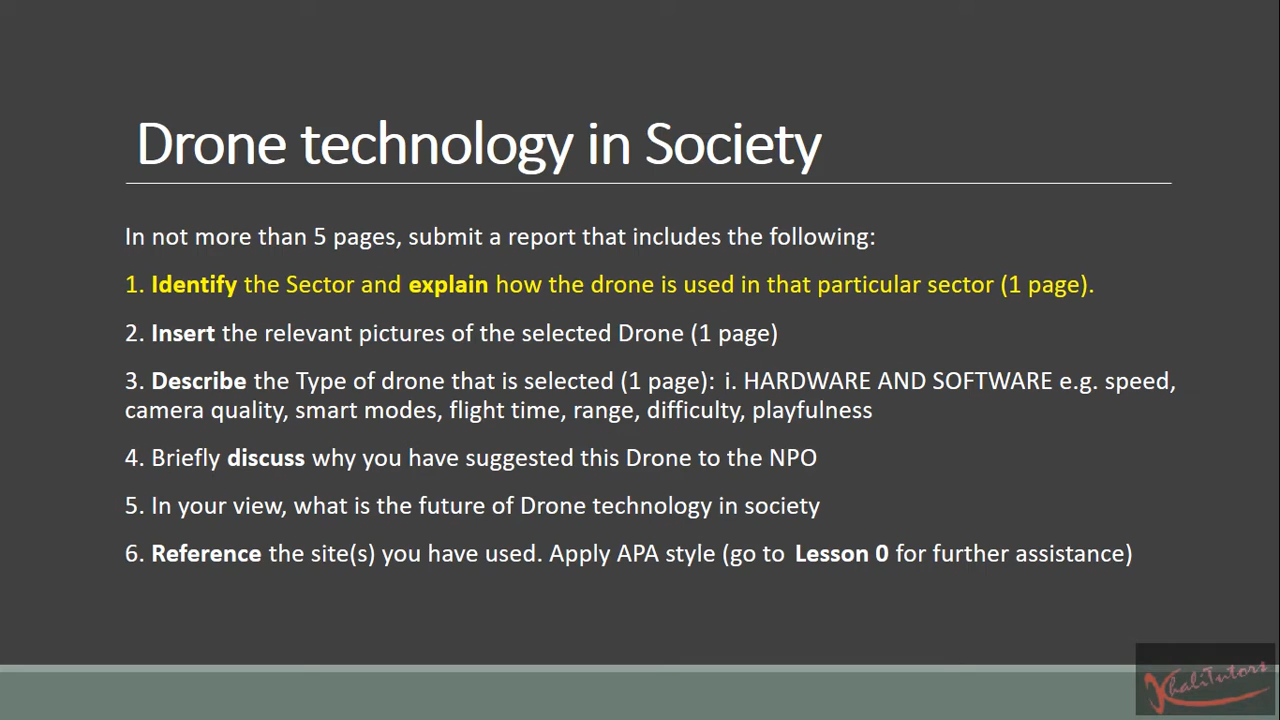 Drone technology in Society
In not more than 5 pages, submit a report that includes the following:
1. Identify the Sector and explain how the drone is used in that particular sector (1 page).
2. Insert the relevant pictures of the selected Drone (1 page)
3. Describe the Type of drone that is selected (1 page): i. HARDWARE AND SOFTWARE e.g. speed,
camera quality, smart modes, flight time, range, difficulty, playfulness
4. Briefly discuss why you have suggested this Drone to the NPO
5. In your view, what is the future of Drone technology in society
6. Reference the site(s) you have used. Apply APA style (go to Lesson 0 for further assistance)
KhaliTutors